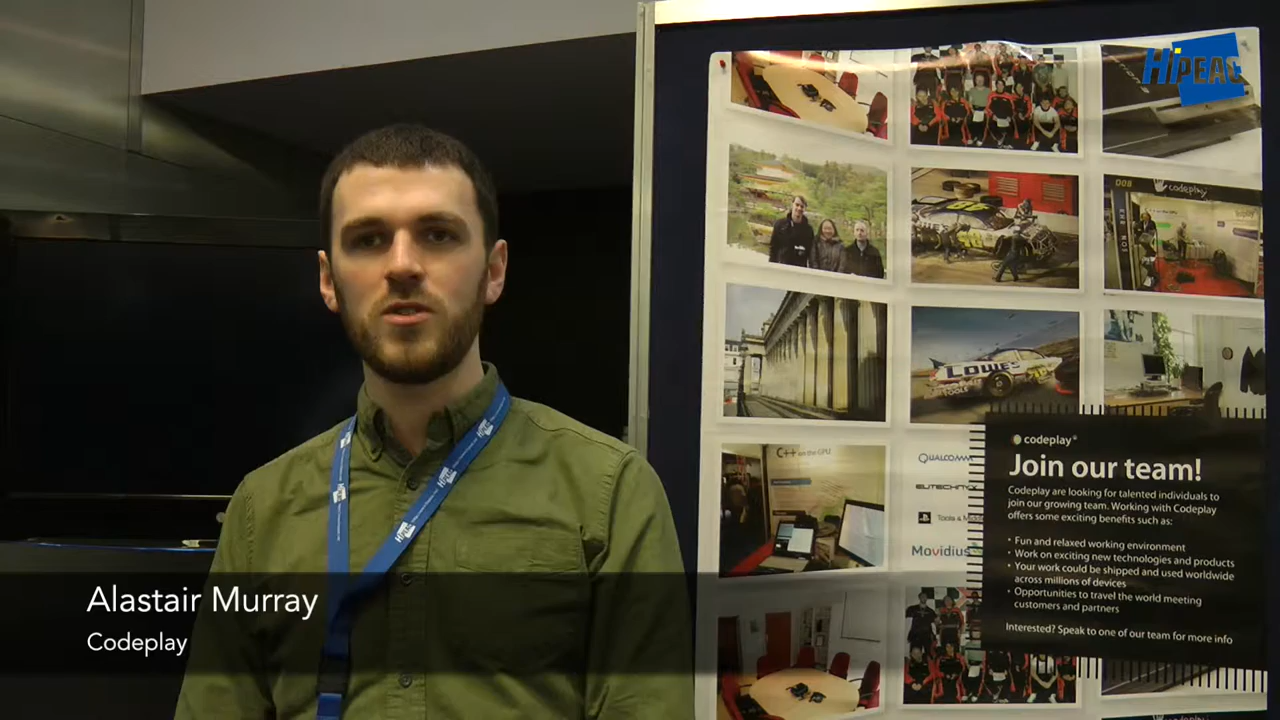 HiPEAC
codeplay
C++ on the GPU
LOWE'S
TOOLS
QUALCOMM
Movidius
codeplay
Join our team!
Codeplay are looking for talented individuals to
join our growing team. Working with Codeplay
offers some exciting benefits such as:
• Fun and relaxed working environment
• Work on exciting new technologies and products
• Your work could be shipped and used worldwide
across millions of devices
• Opportunities to travel the world meeting
customers and partners
Interested? Speak to one of our team for more info
Alastair Murray
Codeplay